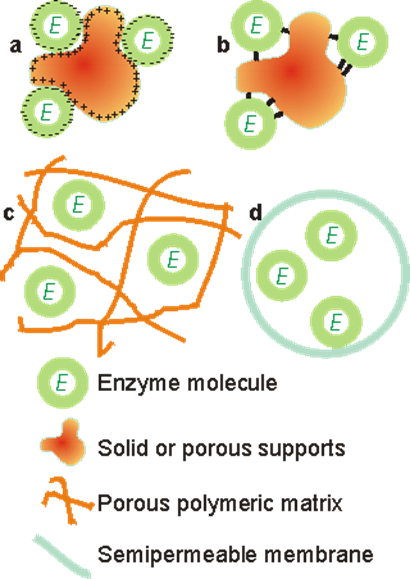 a E E E
b E E E
c E E E
d E E E
E Enzyme molecule
Solid or porous supports
Porous polymeric matrix
Semipermeable membrane